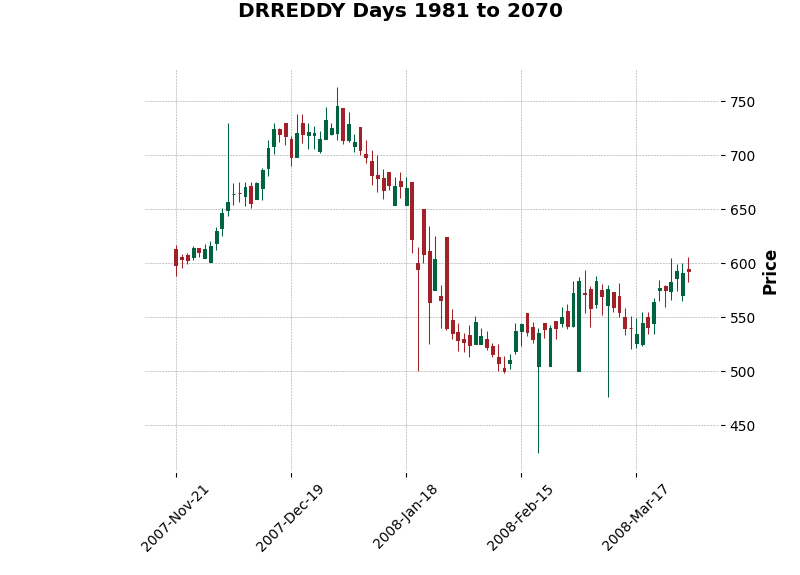 DRREDDY Days 1981 to 2070
750
700
650
600
550
500
450
Price
2007-Nov-21
2007-Dec-19
2008-Jan-18
2008-Feb-15
2008-Mar-17